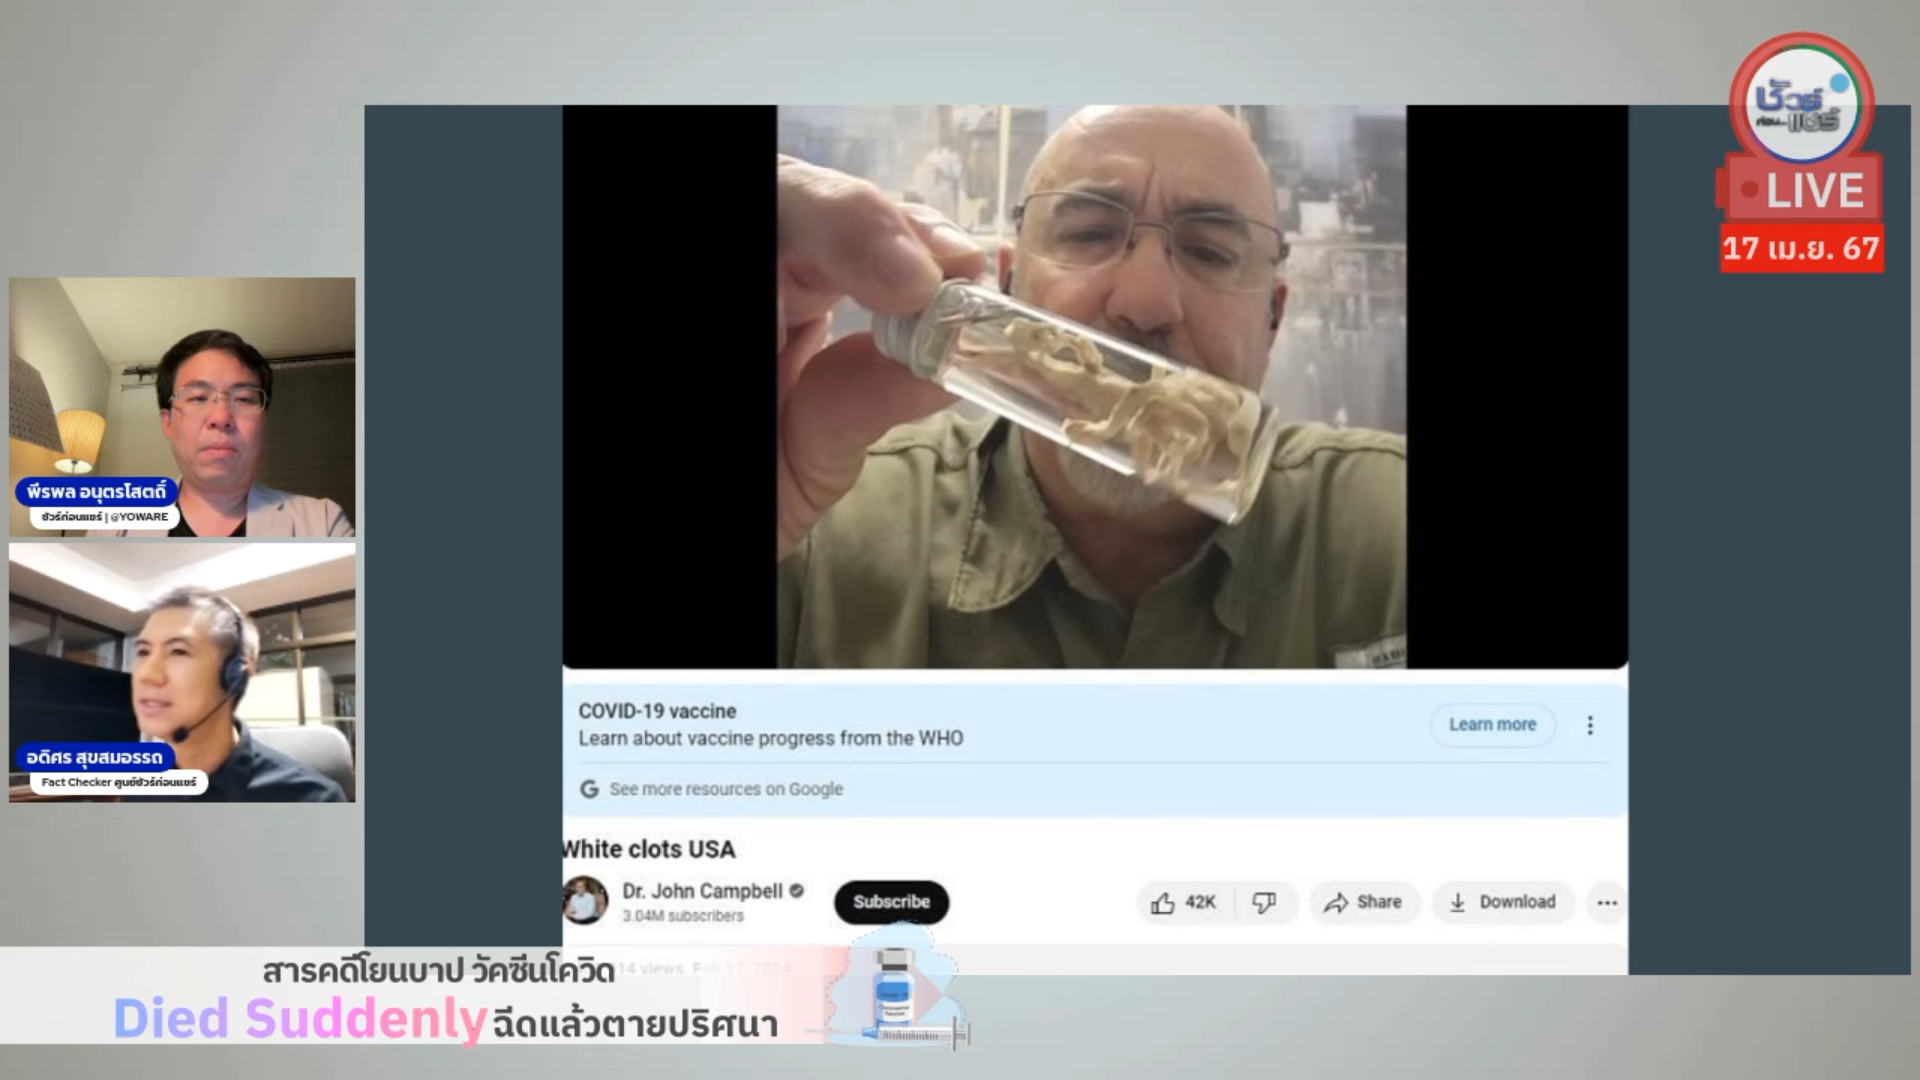 ชัวร์
ก่อน...แชร์
LIVE
17 เม.ย. 67
พีรพล อนุตรโสตถิ์
ชัวร์ก่อนแชร์ | @YOWARE
อดิศร สุขสมอรรถ
Fact Checker ศูนย์ชัวร์ก่อนแชร์
COVID-19 vaccine
Learn about vaccine progress from the WHO
Learn more
G See more resources on Google
White clots USA
Dr. John Campbell
3.04M subscribers
Subscribe
42K
Share
Download
14 views Feb 17, 2024
สารคดีโยนบาป วัคซีนโควิด
Died Suddenly ฉีดแล้วตายปริศนา